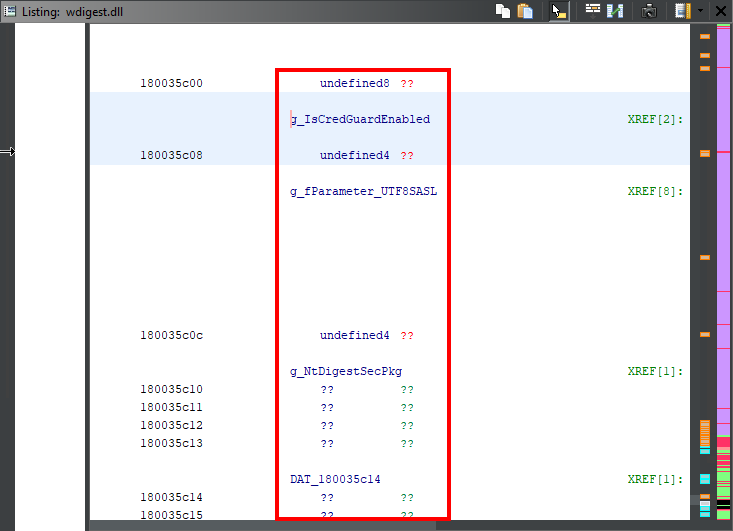 Listing: wdigest.dll
180035c00 undefined8 ??
g_IsCredGuardEnabled XREF[2]:
180035c08 undefined4 ??
g_fParameter_UTF8SASL XREF[8]:
180035c0c undefined4 ??
g_NtDigestSecPkg XREF[1]:
180035c10 ?? ??
180035c11 ?? ??
180035c12 ?? ??
180035c13 ?? ??
DAT_180035c14 XREF[1]:
180035c14 ?? ??
180035c15 ?? ??